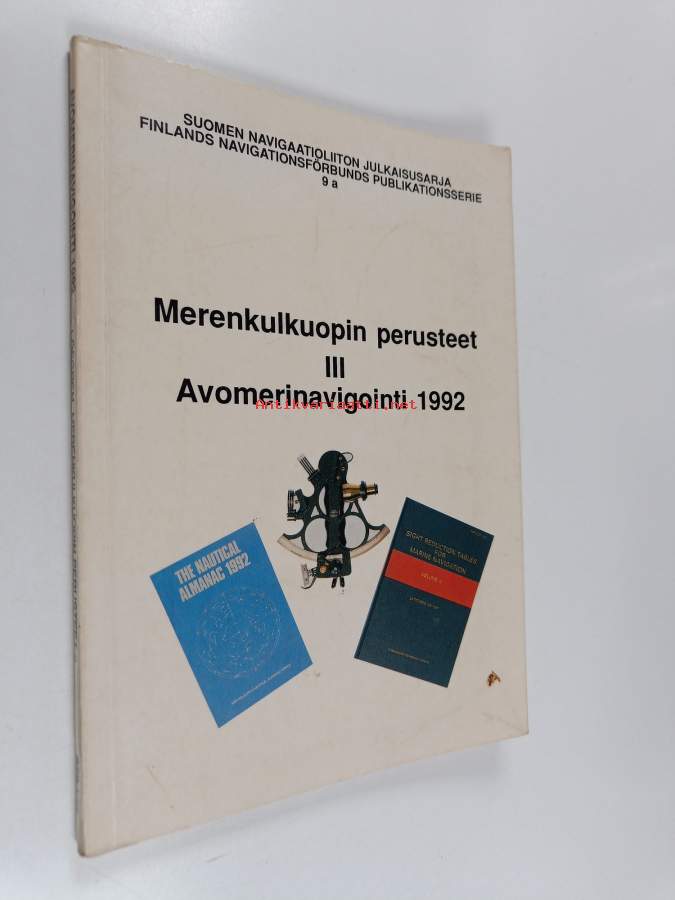 SUOMEN NAVIGAATIOLIITON JULKAISUSARJA
FINLANDS NAVIGATIONSFÖRBUNDS PUBLIKATIONSSERIE
9 a
Merenkulkuopin perusteet
III
Avomerinavigointi 1992
Antikvariaatti.net
THE NAUTICAL
ALMANAC 1992
SIGHT REDUCTION TABLES
FOR
MARINE NAVIGATION